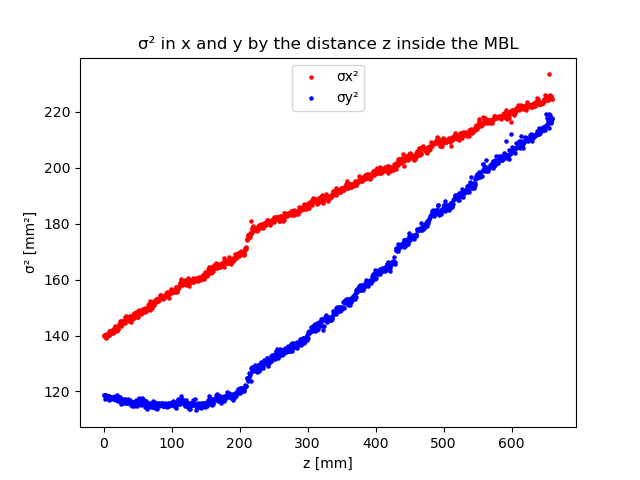 σ² in x and y by the distance z inside the MBL
σx²
σy²
σ² [mm²]
220
200
180
160
140
120
0 100 200 300 400 500 600
z [mm]